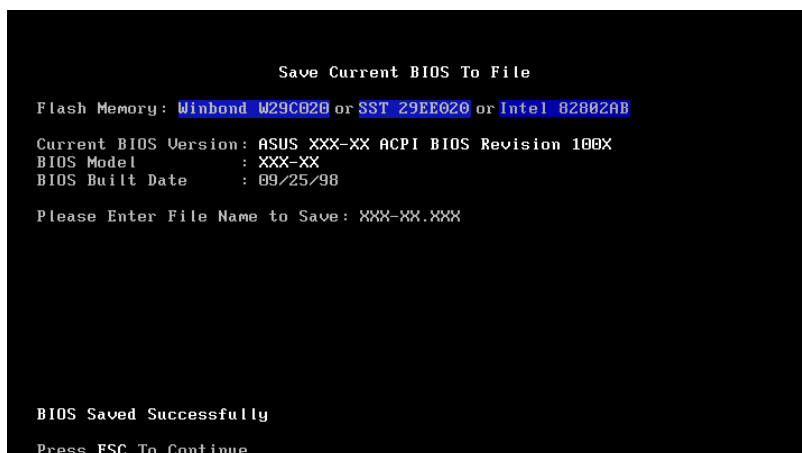 Save Current BIOS To File
Flash Memory: Winbond W29C020 or SST 29EE020 or Intel 82802AB
Current BIOS Version: ASUS XXX-XX ACPI BIOS Revision 100X
BIOS Model : XXX-XX
BIOS Built Date : 09/25/98
Please Enter File Name to Save: XXX-XX.XXX
BIOS Saved Successfully
Press ESC To Continue